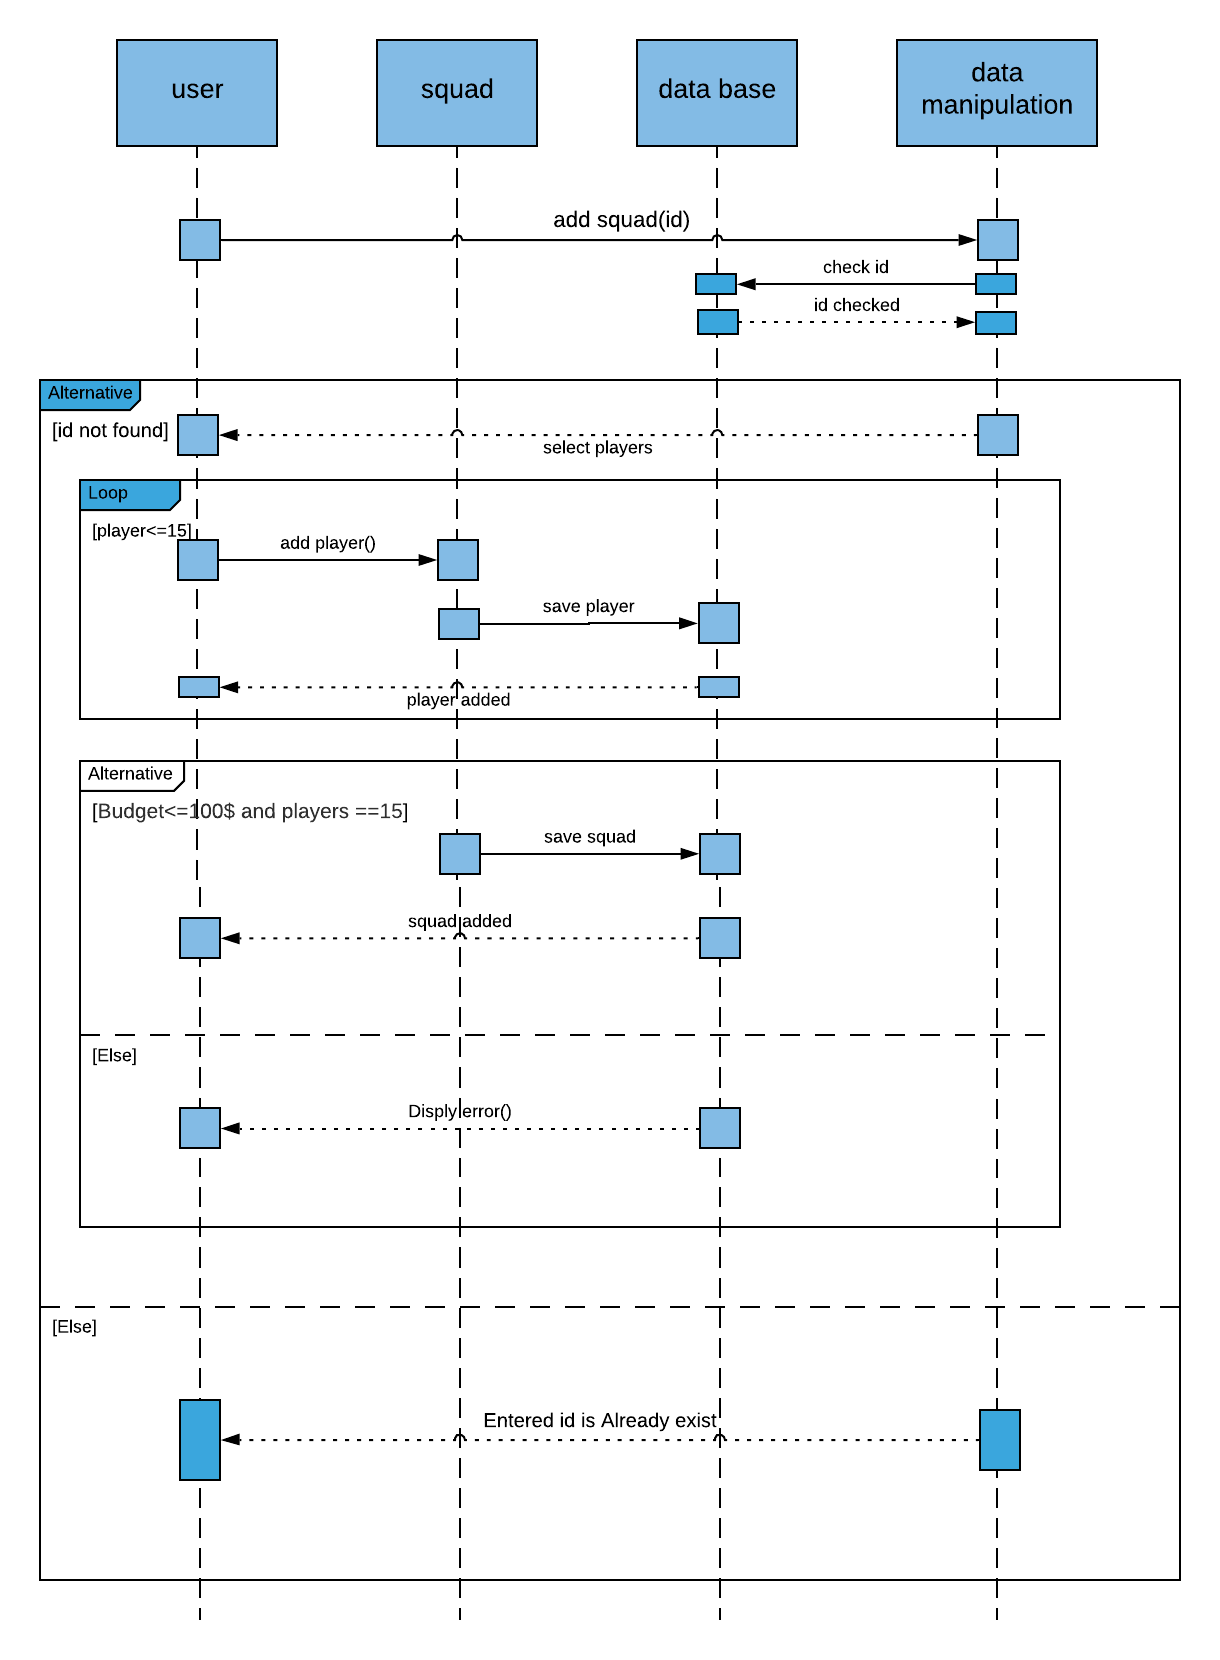 user
squad
data base
data
manipulation
add squad(id)
check id
id checked
Alternative
[id not found]
select players
Loop
[player<=15]
add player()
save player
player added
Alternative
[Budget<=100$ and players ==15]
save squad
squad added
[Else]
Disply error()
[Else]
Entered id is Already exist